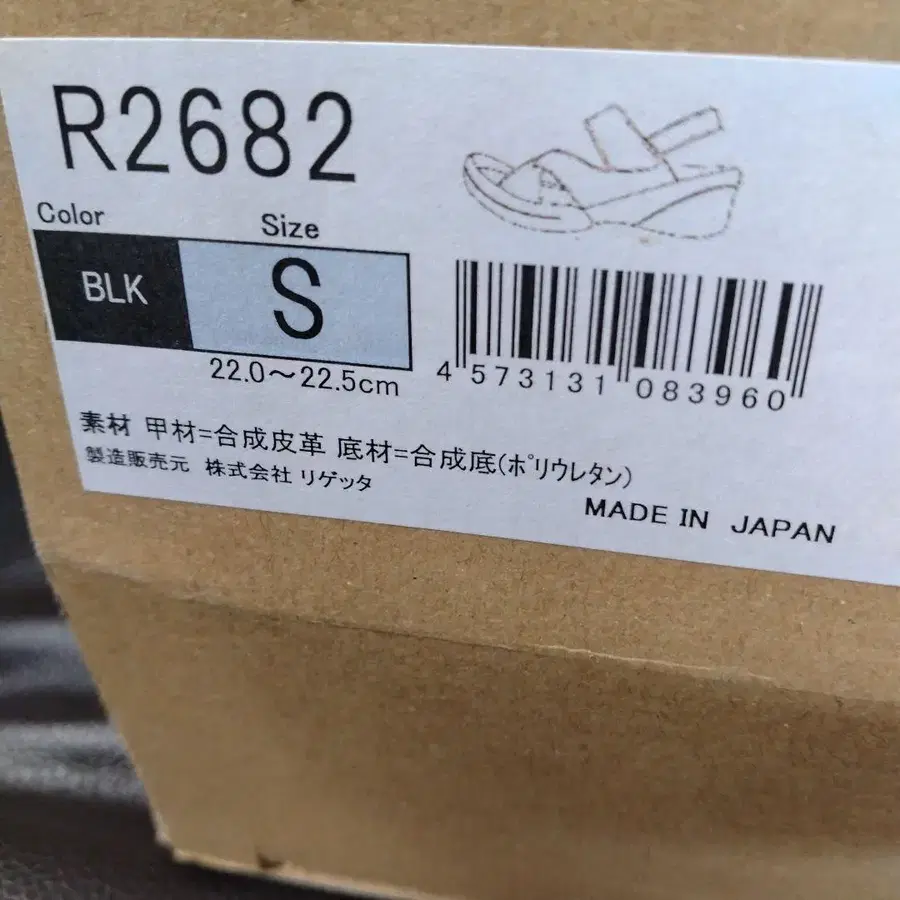 R2682
Color
Size
BLK
S
22.0～22.5cm
4 573131 083960
素材 甲材=合成皮革 底材=合成底(ﾎﾟﾘｳﾚﾀﾝ)
製造販売元 株式会社 リゲッタ
MADE IN JAPAN